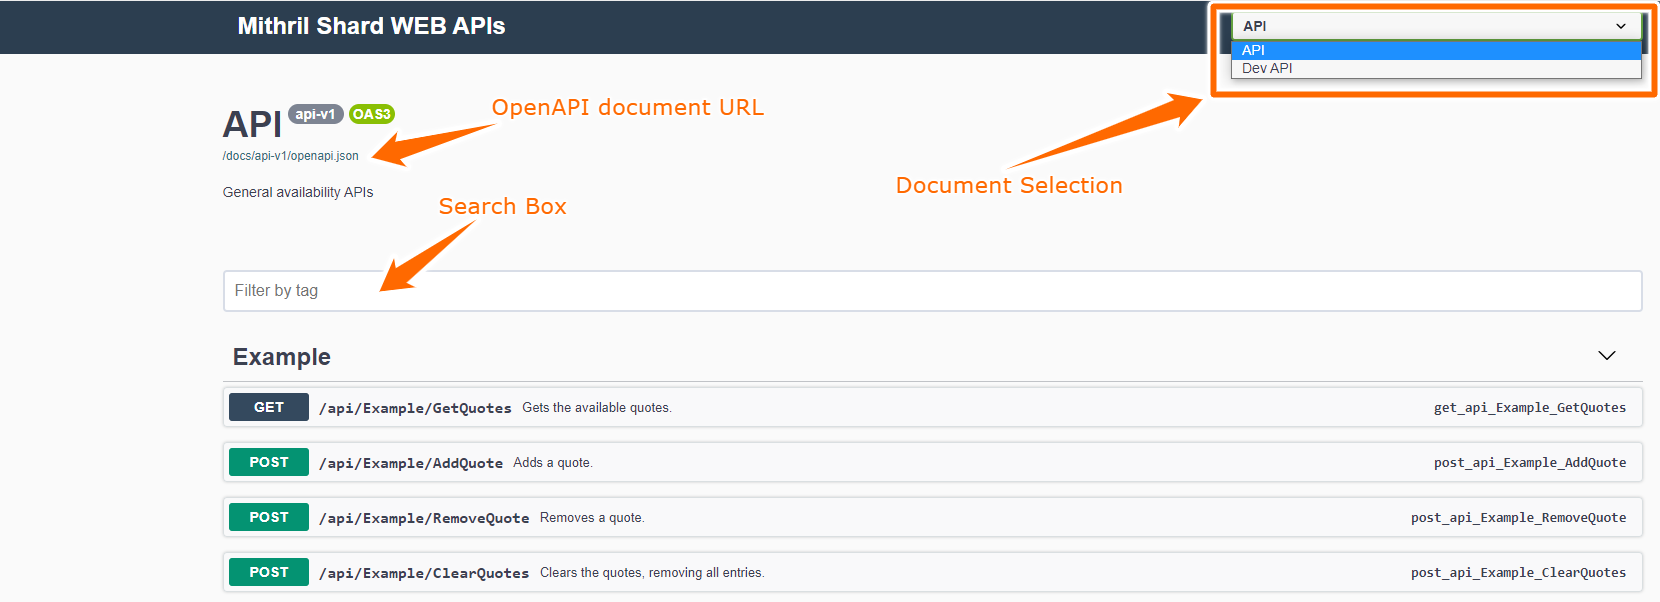 Mithril Shard WEB APIs
API
API
Dev API
API api-v1 OAS3
OpenAPI document URL
/docs/api-v1/openapi.json
Document Selection
General availability APIs
Search Box
Filter by tag
Example
GET /api/Example/GetQuotes Gets the available quotes. get_api_Example_GetQuotes
POST /api/Example/AddQuote Adds a quote. post_api_Example_AddQuote
POST /api/Example/RemoveQuote Removes a quote. post_api_Example_RemoveQuote
POST /api/Example/ClearQuotes Clears the quotes, removing all entries. post_api_Example_ClearQuotes